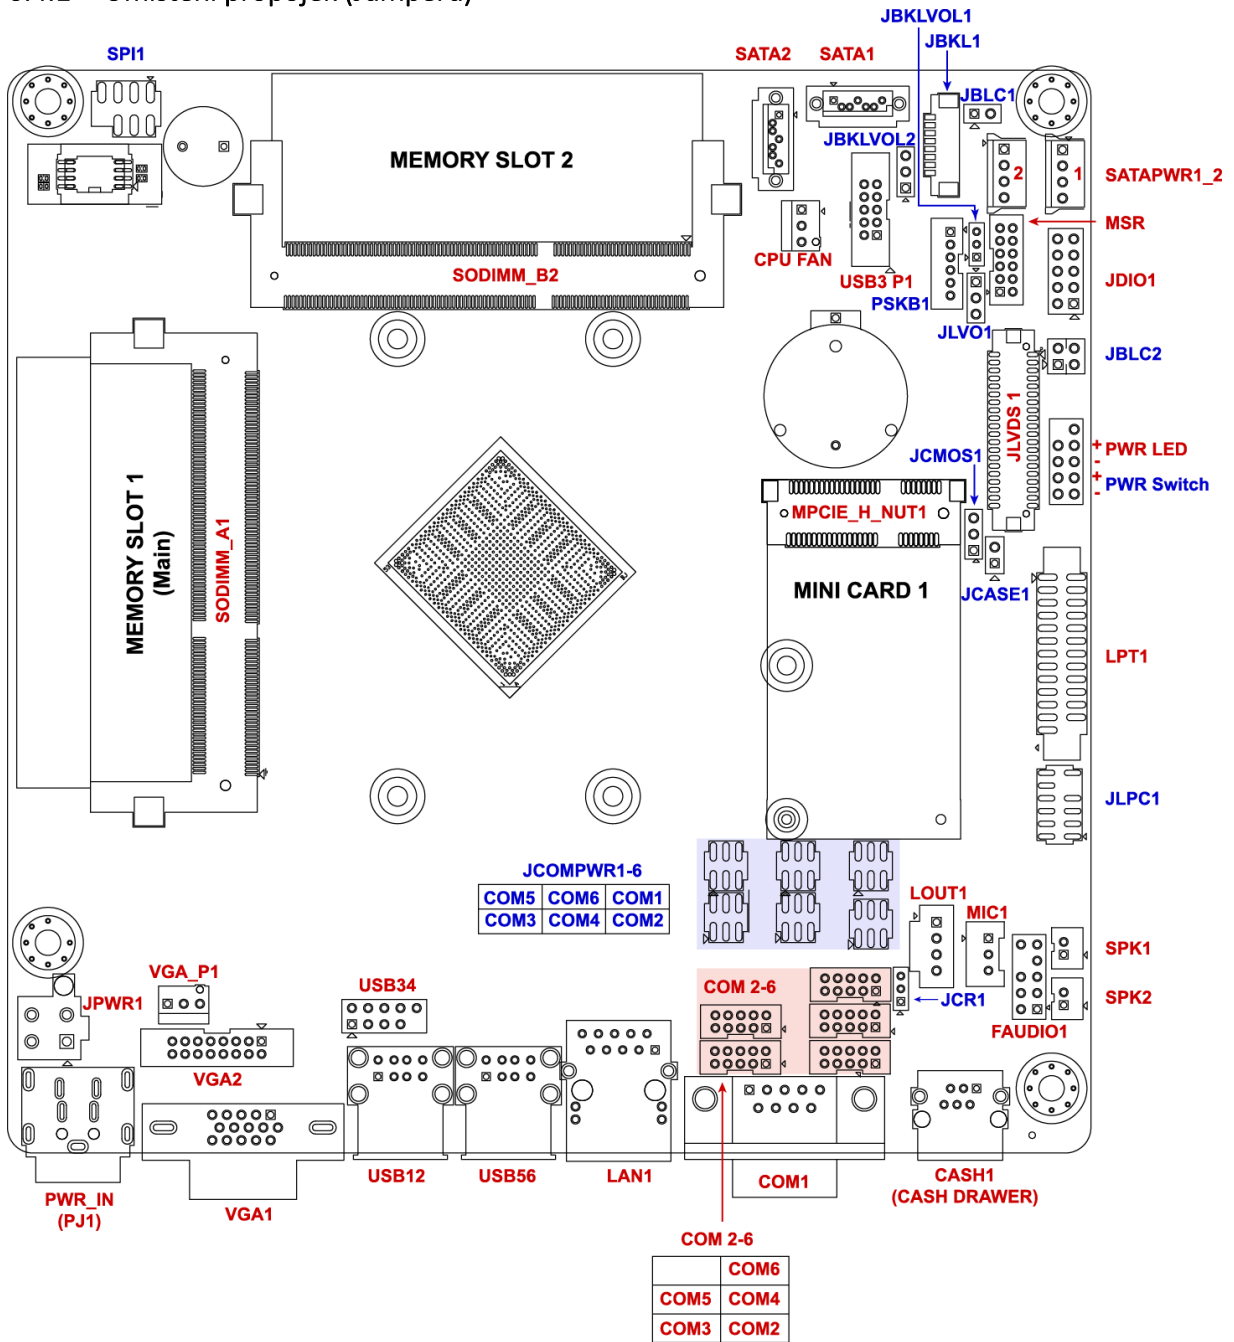 JBKLVOL1
SPI1
SATA2
SATA1
JBKL1
JBLC1
JBKLVOL2
MEMORY SLOT 2
2
1
SATAPWR1_2
MSR
CPU FAN
SODIMM_B2
USB3 P1
JDIO1
PSKB1
JLVO1
JBLC2
JLVDS 1
+
PWR LED
-
JCMOS1
+
PWR Switch
-
MEMORY SLOT 1
(Main)
SODIMM_A1
MPCIE_H_NUT1
MINI CARD 1
JCASE1
LPT1
JLPC1
JCOMPWR1-6
COM5 COM6 COM1
COM3 COM4 COM2
LOUT1
MIC1
SPK1
VGA_P1
USB34
COM 2-6
JPWR1
JCR1
SPK2
FAUDIO1
VGA2
USB12
USB56
LAN1
COM1
CASH1
(CASH DRAWER)
PWR_IN
(PJ1)
VGA1
COM 2-6
COM6
COM5 COM4
COM3 COM2